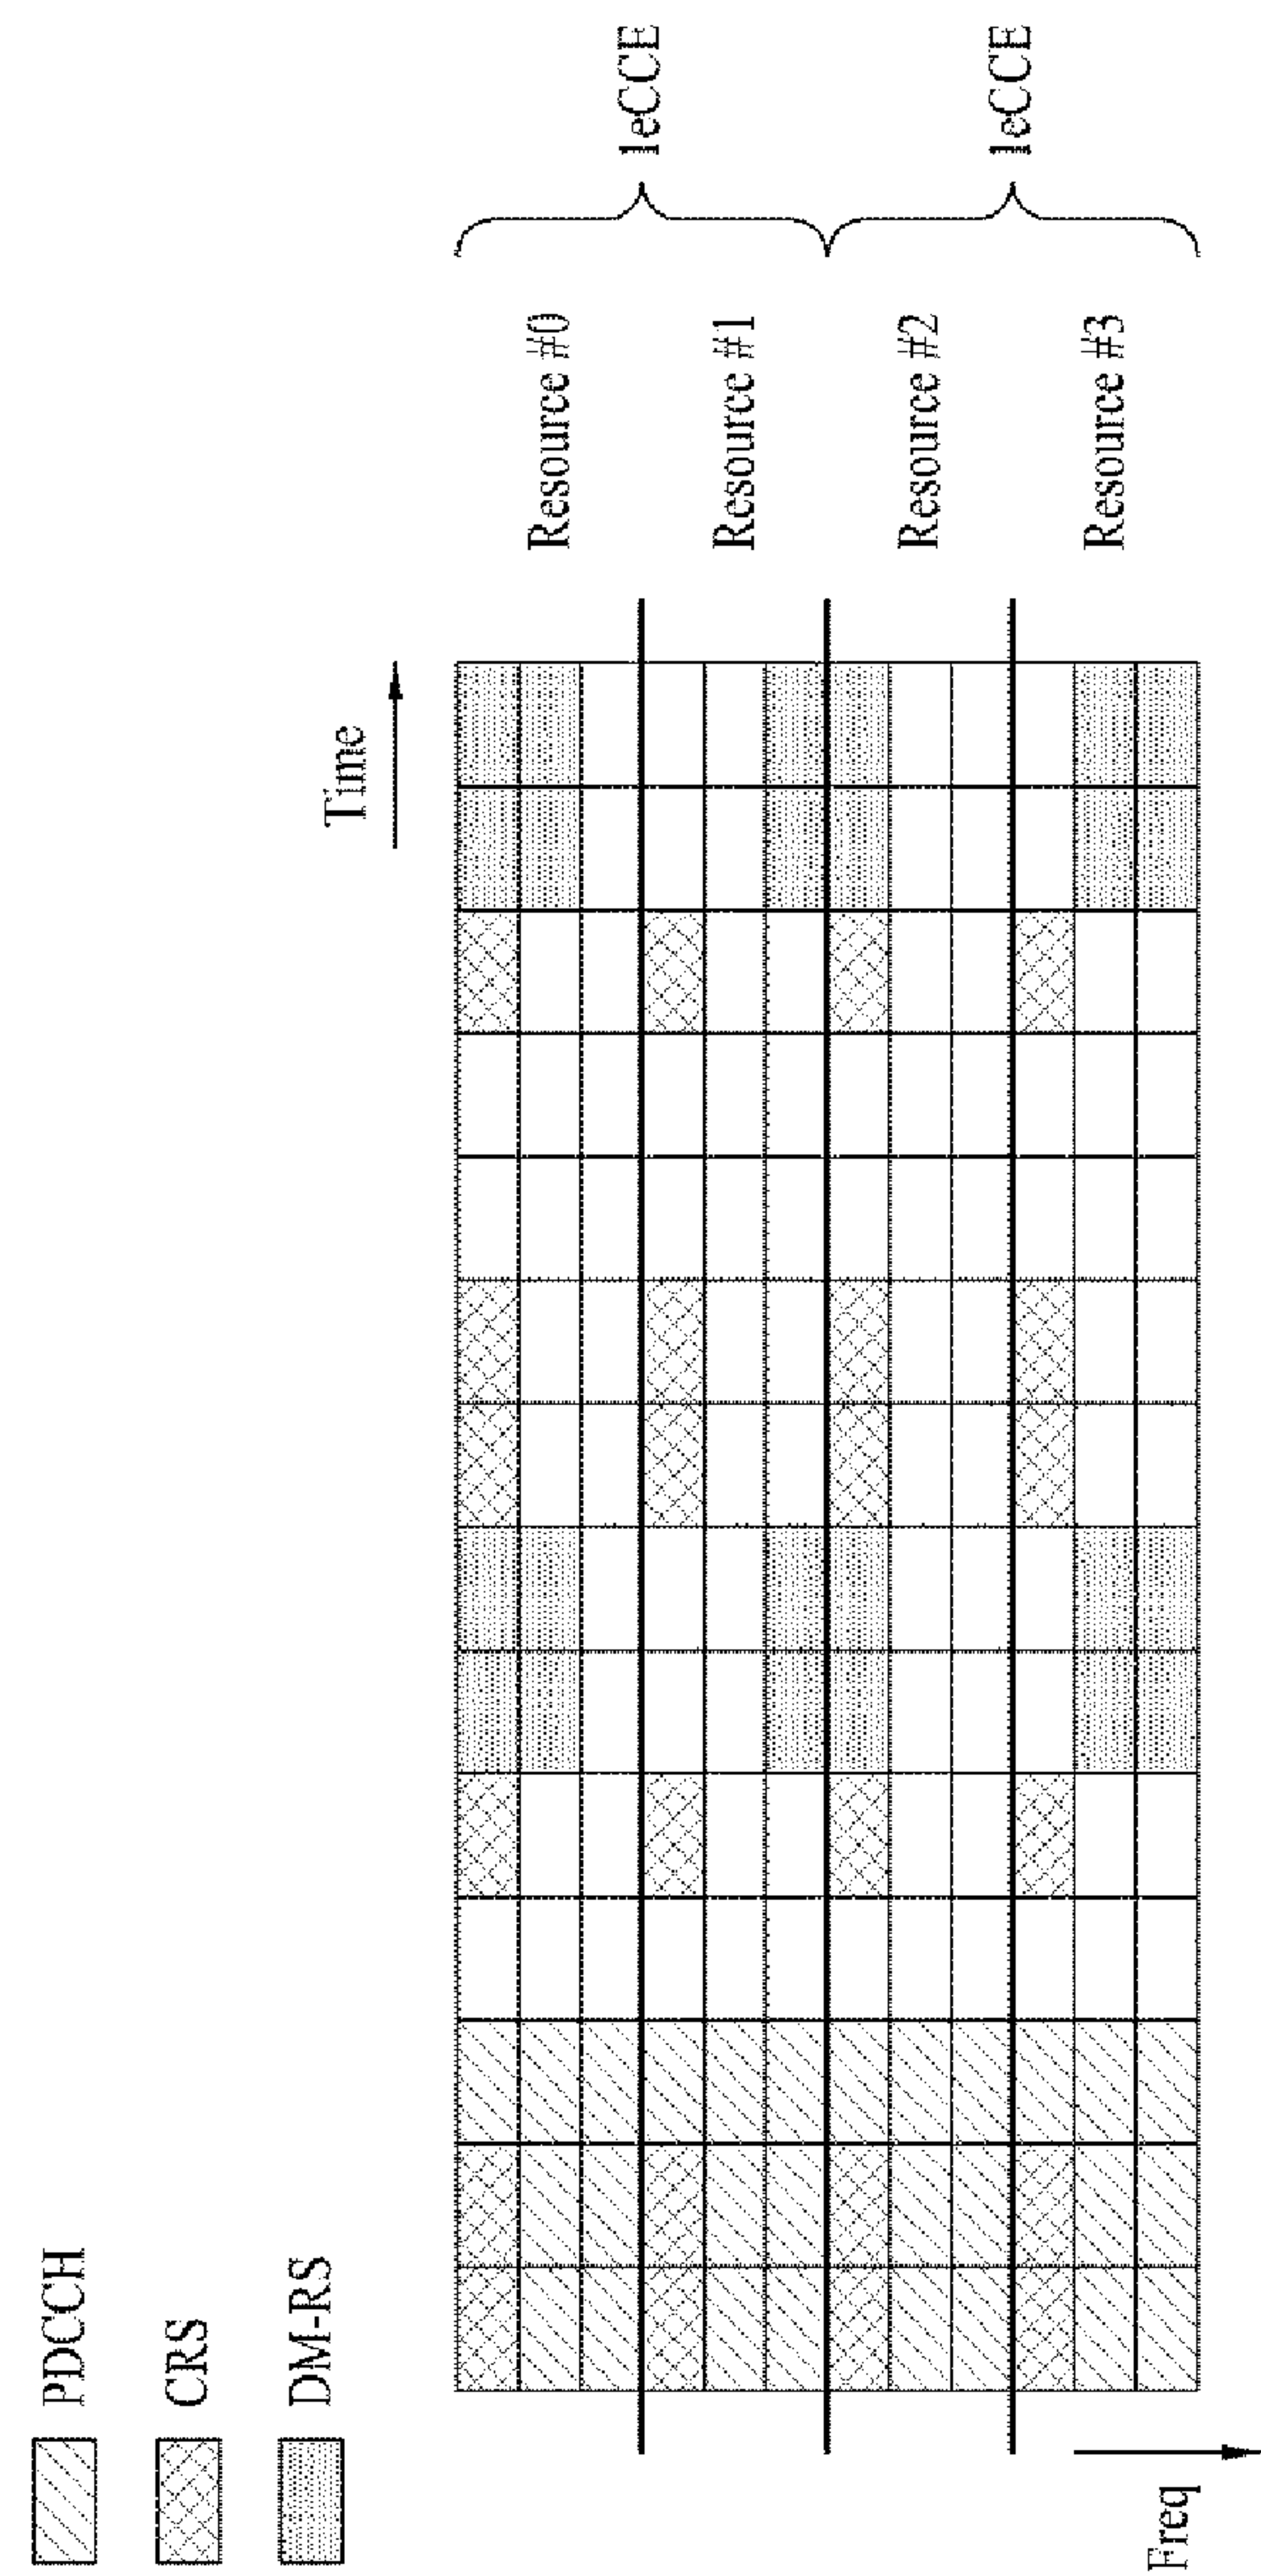 PDCCH
CRS
DM-RS
Time
Freq
Resource #0
Resource #1
Resource #2
Resource #3
1eCCE
1eCCE